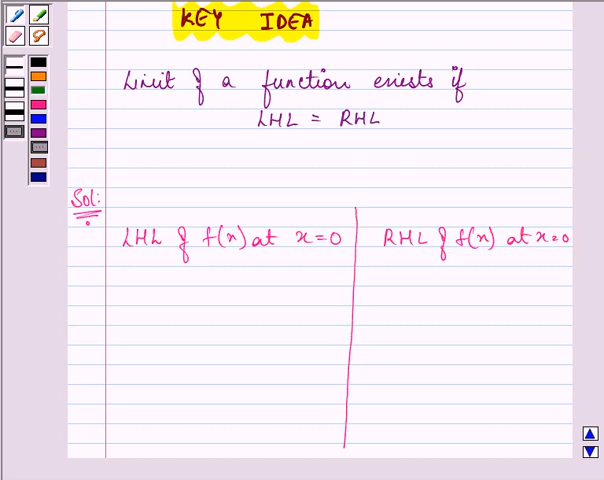 KEY IDEA
Limit of a function exists if
LHL = RHL
Sol:
LHL of f(x) at x=0
RHL of f(x) at x=0